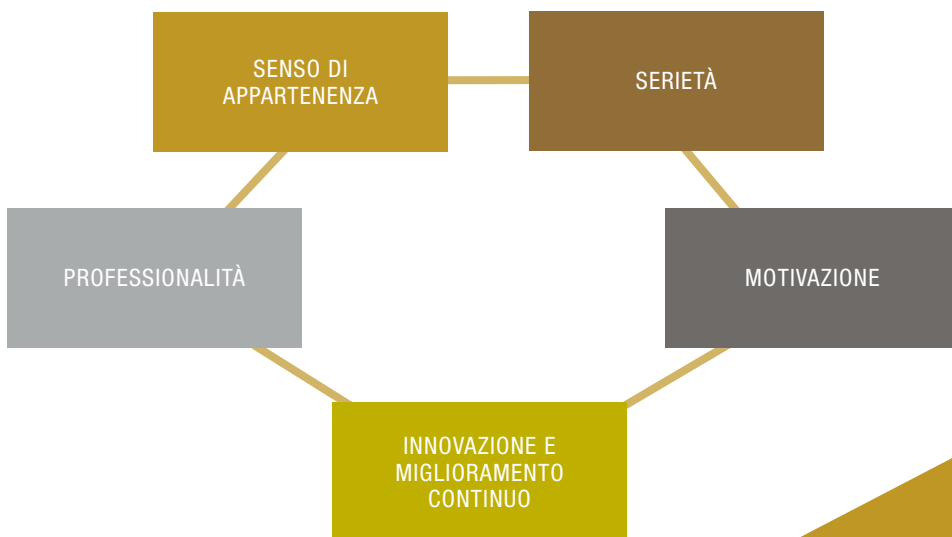 SENSO DI
APPARTENENZA
SERIETÀ
PROFESSIONALITÀ
MOTIVAZIONE
INNOVAZIONE E
MIGLIORAMENTO
CONTINUO